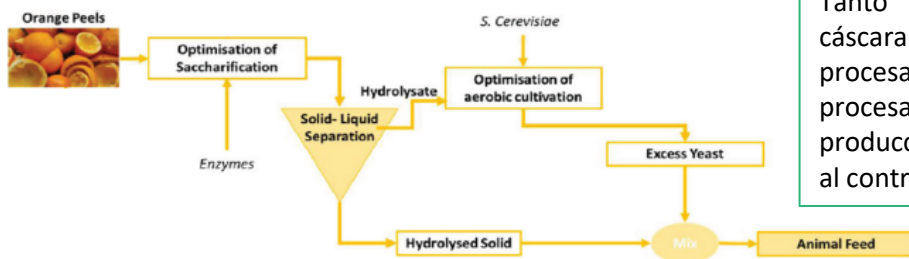 Orange Peels
Optimisation of
Saccharification
Enzymes
Solid- Liquid
Separation
Hydrolysate
S. Cerevisiae
Optimisation of
aerobic cultivation
Excess Yeast
Hydrolysed Solid
Mix
Animal Feed
Tanto
cáscara
procesa
procesa
producc
al contr